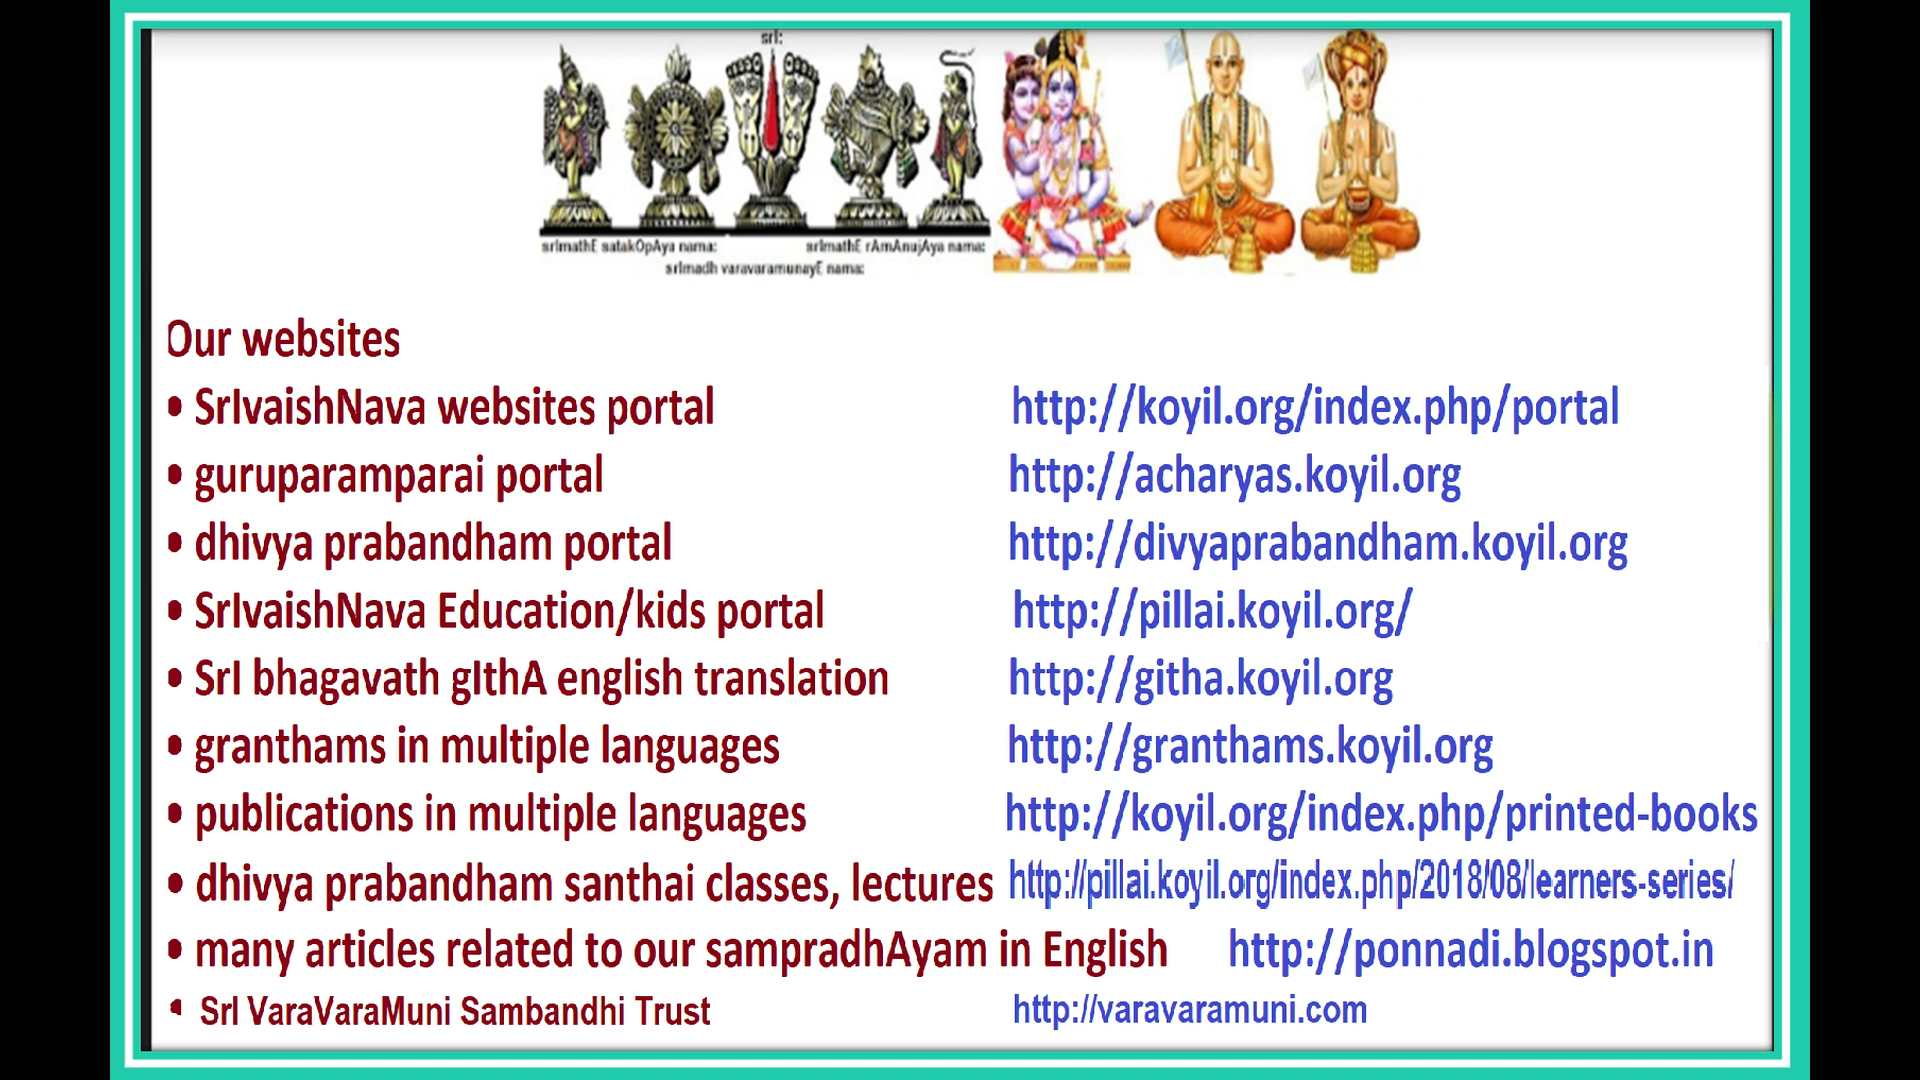 srI:
srImathE satakOpAya nama: srImathE rAmAnujAya nama:
srImadh varavaramunayE nama:
Our websites
• SrIvaishNava websites portal http://koyil.org/index.php/portal
• guruparamparai portal http://acharyas.koyil.org
• dhivya prabandham portal http://divyaprabandham.koyil.org
• SrIvaishNava Education/kids portal http://pillai.koyil.org/
• SrI bhagavath gIthA english translation http://githa.koyil.org
• granthams in multiple languages http://granthams.koyil.org
• publications in multiple languages http://koyil.org/index.php/printed-books
• dhivya prabandham santhai classes, lectures http://pillai.koyil.org/index.php/2018/08/learners-series/
• many articles related to our sampradhAyam in English http://ponnadi.blogspot.in
• SrI VaraVaraMuni Sambandhi Trust http://varavaramuni.com